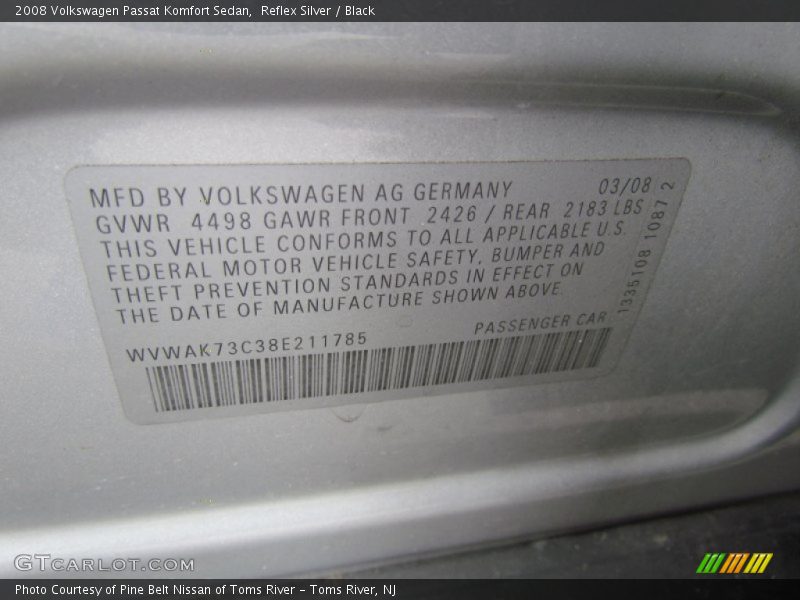 2008 Volkswagen Passat Komfort Sedan,  Reflex Silver / Black
MFD BY VOLKSWAGEN AG GERMANY 03/08
GVWR 4498 GAWR FRONT 2426 / REAR 2183 LBS
THIS VEHICLE CONFORMS TO ALL APPLICABLE U.S.
FEDERAL MOTOR VEHICLE SAFETY, BUMPER AND
THEFT PREVENTION STANDARDS IN EFFECT ON
THE DATE OF MANUFACTURE SHOWN ABOVE.
1335108 1087 2
WVWAK73C38E211785 PASSENGER CAR
GTCARLOT.COM
Photo Courtesy of Pine Belt Nissan of Toms River – Toms River, NJ